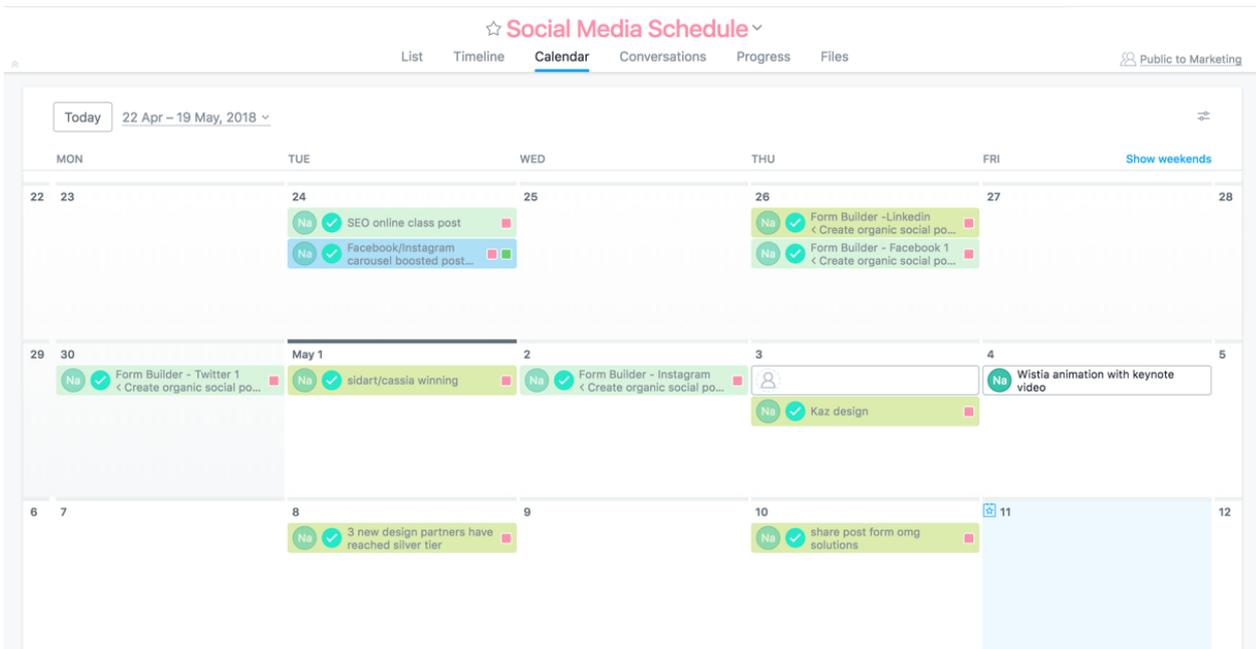 Social Media Schedule
List Timeline Calendar Conversations Progress Files
Public to Marketing
Today 22 Apr – 19 May, 2018
MON TUE WED THU FRI Show weekends
22 23 24 25 26 27 28
Na SEO online class post
Na Facebook/Instagram
carousel boosted post...
Na Form Builder -Linkedin
< Create organic social po...
Na Form Builder - Facebook 1
< Create organic social po...
29 30 May 1 2 3 4 5
Na Form Builder - Twitter 1
< Create organic social po...
Na sidart/cassia winning
Na Form Builder - Instagram
< Create organic social po...
Na Kaz design
Na Wistia animation with keynote
video
6 7 8 9 10 11 12
Na 3 new design partners have
reached silver tier
Na share post form omg
solutions